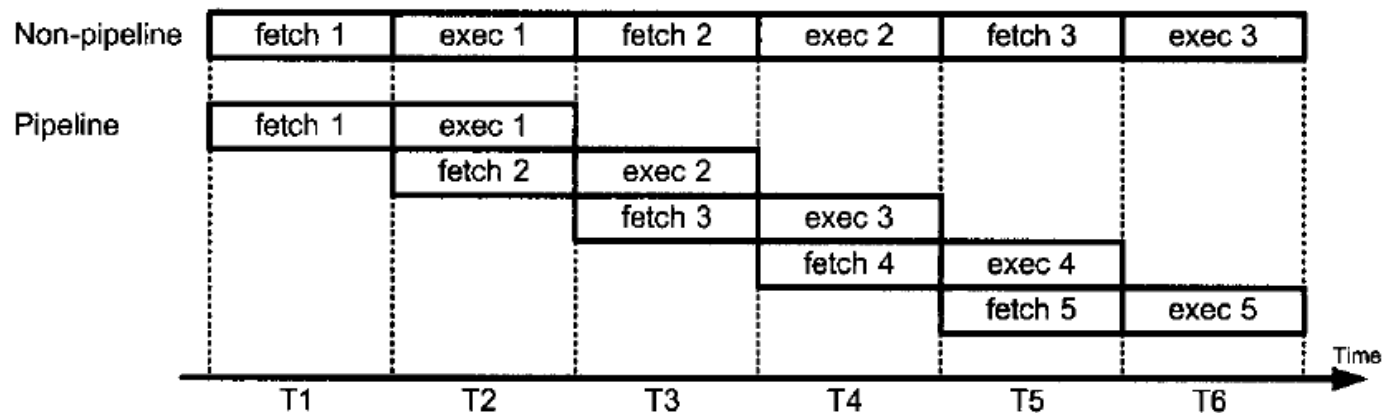 Non-pipeline fetch 1 exec 1 fetch 2 exec 2 fetch 3 exec 3
Pipeline fetch 1 exec 1
fetch 2 exec 2
fetch 3 exec 3
fetch 4 exec 4
fetch 5 exec 5
Time
T1 T2 T3 T4 T5 T6